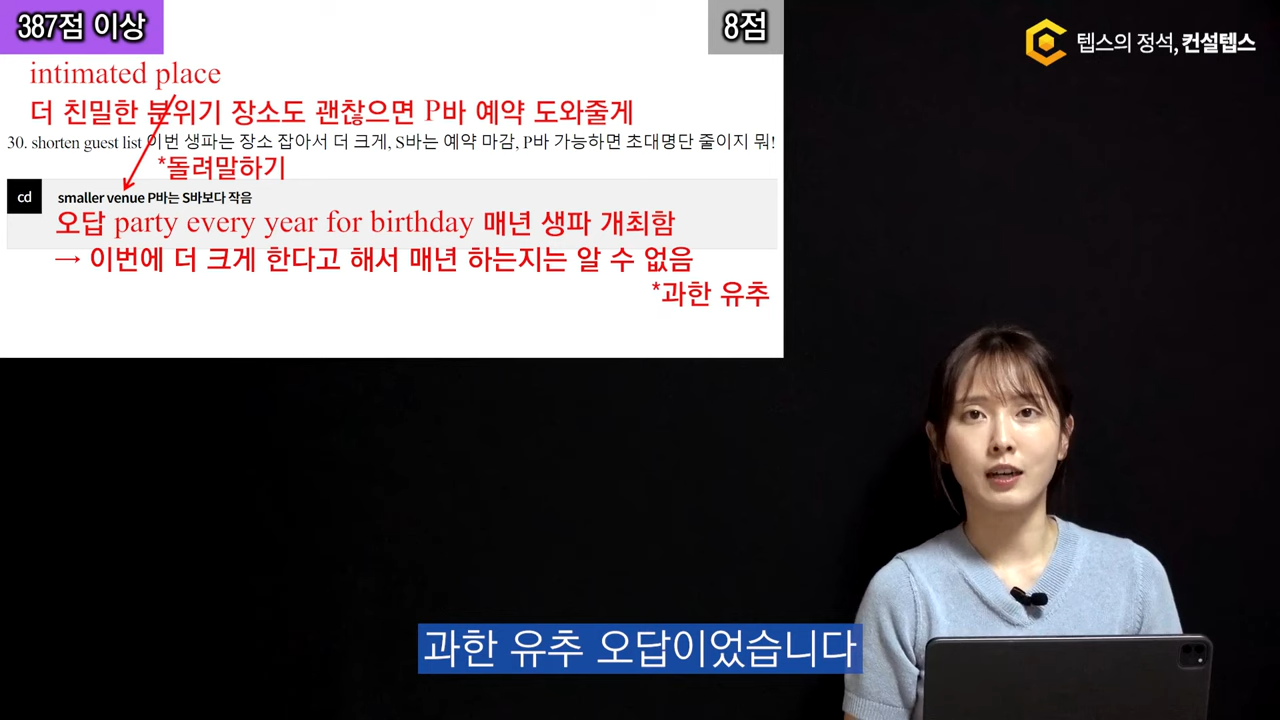 387점 이상
8점
텝스의 정석, 컨설텝스
intimated place
더 친밀한 분위기 장소도 괜찮으면 P바 예약 도와줄게
30. shorten guest list 이번 생파는 장소 잡아서 더 크게, S바는 예약 마감, P바 가능하면 초대명단 줄이지 뭐!
*돌려말하기
cd smaller venue P바는 S바보다 작음
오답 party every year for birthday 매년 생파 개최함
→ 이번에 더 크게 한다고 해서 매년 하는지는 알 수 없음
*과한 유추
과한 유추 오답이었습니다